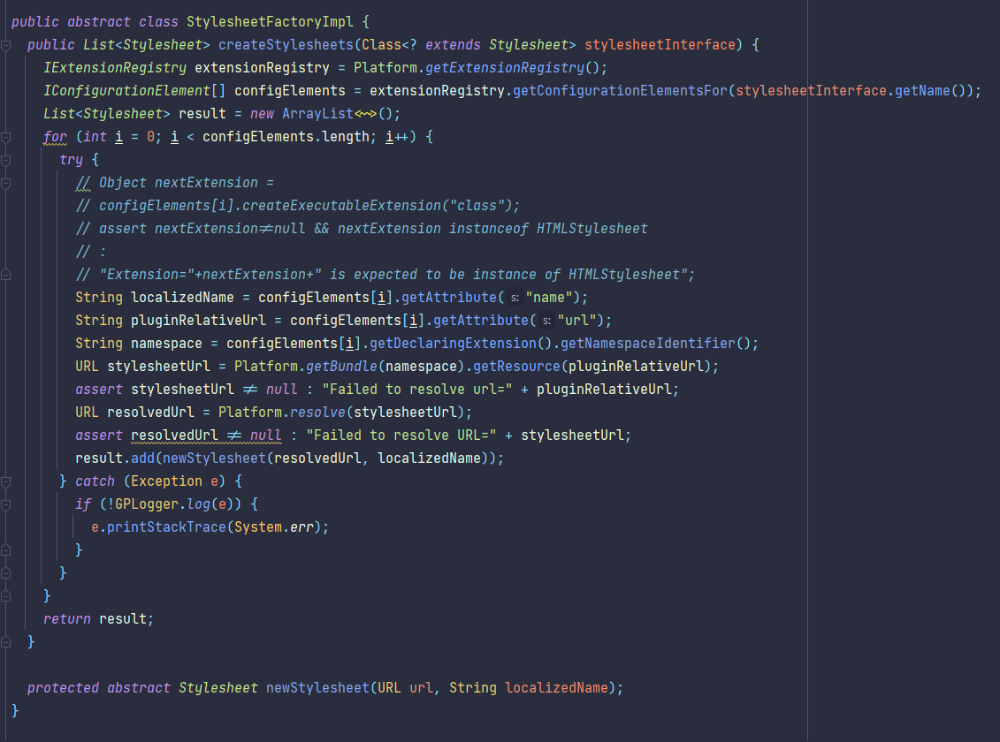 public abstract class StylesheetFactoryImpl {
  public List<Stylesheet> createStylesheets(Class<? extends Stylesheet> stylesheetInterface) {
    IExtensionRegistry extensionRegistry = Platform.getExtensionRegistry();
    IConfigurationElement[] configElements = extensionRegistry.getConfigurationElementsFor(stylesheetInterface.getName());
    List<Stylesheet> result = new ArrayList<~>();
    for (int i = 0; i < configElements.length; i++) {
      try {
        // Object nextExtension =
        // configElements[i].createExecutableExtension("class");
        // assert nextExtension!=null && nextExtension instanceof HTMLStylesheet
        // :
        // "Extension="+nextExtension+" is expected to be instance of HTMLStylesheet";
        String localizedName = configElements[i].getAttribute( s: "name");
        String pluginRelativeUrl = configElements[i].getAttribute( s: "url");
        String namespace = configElements[i].getDeclaringExtension().getNamespaceIdentifier();
        URL stylesheetUrl = Platform.getBundle(namespace).getResource(pluginRelativeUrl);
        assert stylesheetUrl != null : "Failed to resolve url=" + pluginRelativeUrl;
        URL resolvedUrl = Platform.resolve(stylesheetUrl);
        assert resolvedUrl != null : "Failed to resolve URL=" + stylesheetUrl;
        result.add(newStylesheet(resolvedUrl, localizedName));
      } catch (Exception e) {
        if (!GPLogger.log(e)) {
          e.printStackTrace(System.err);
        }
      }
    }
    return result;
  }
  protected abstract Stylesheet newStylesheet(URL url, String localizedName);
}